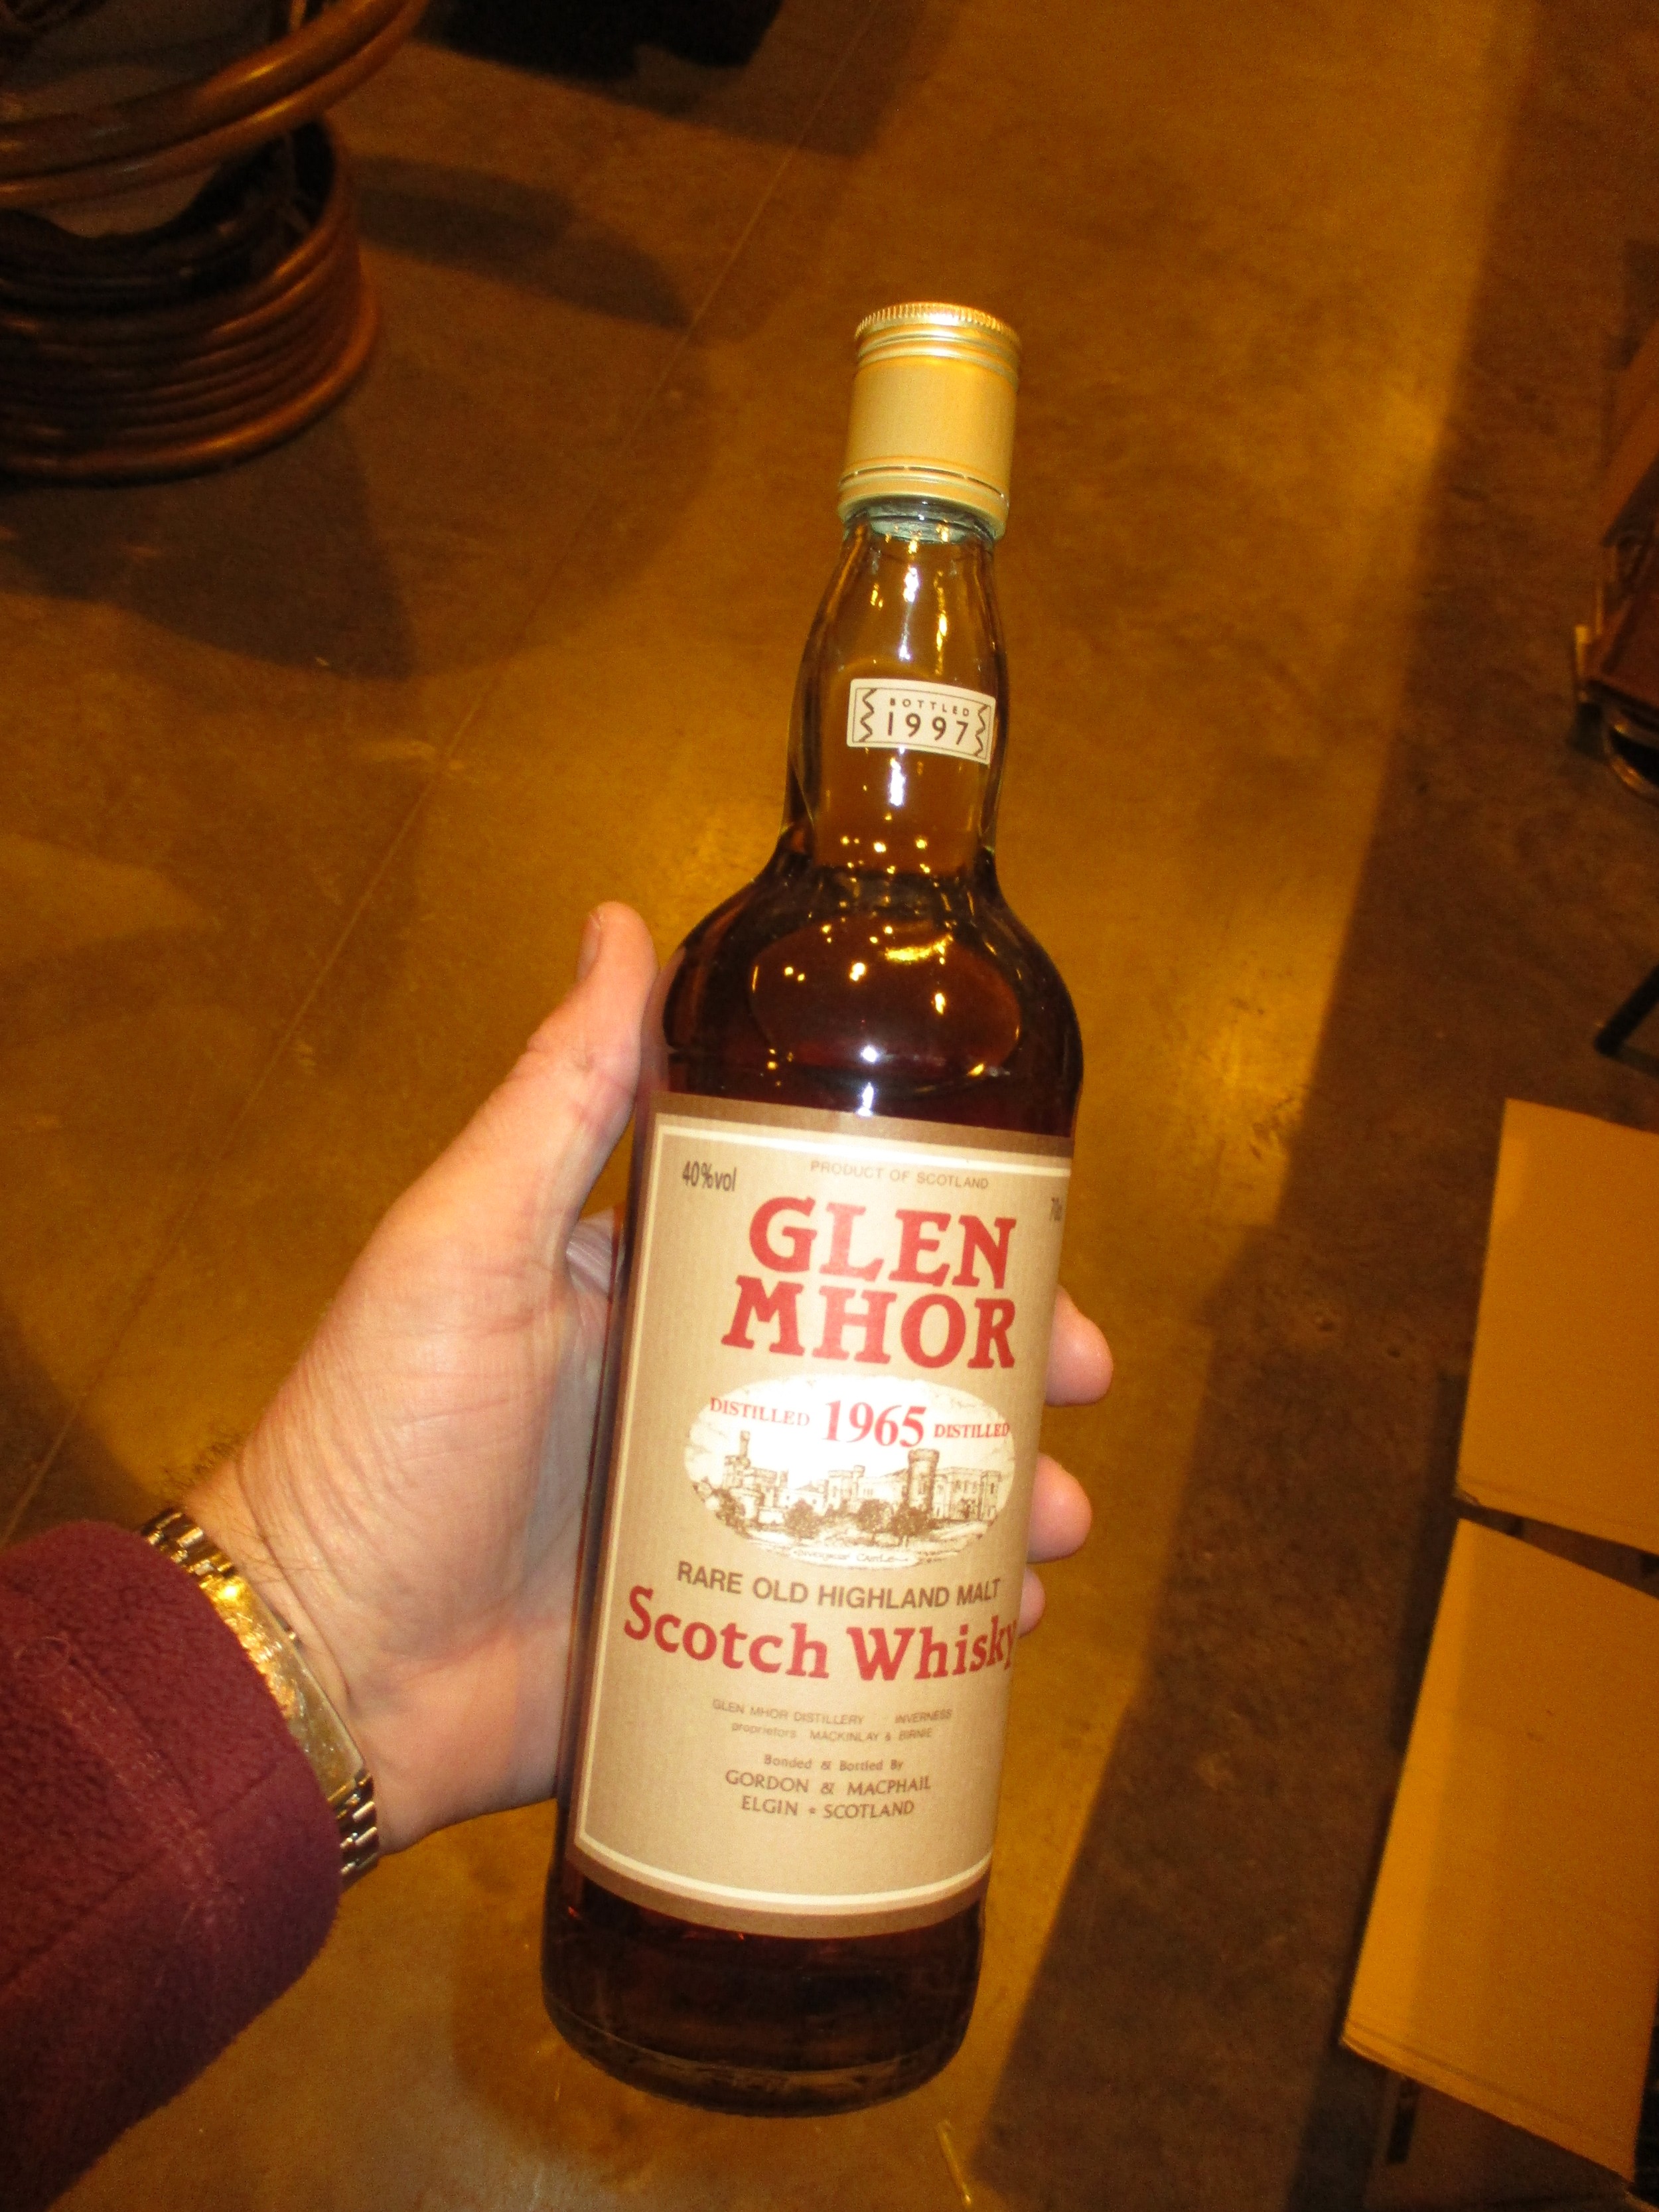 BOTTLED
1997
40%vol
PRODUCT OF SCOTLAND
GLEN
MHOR
DISTILLED 1965 DISTILLED
RARE OLD HIGHLAND MALT
Scotch Whisky
GLEN MHOR DISTILLERY INVERNESS
proprietors MACKINLAY & BIRNIE
Bonded & Bottled By
GORDON & MACPHAIL
ELGIN • SCOTLAND